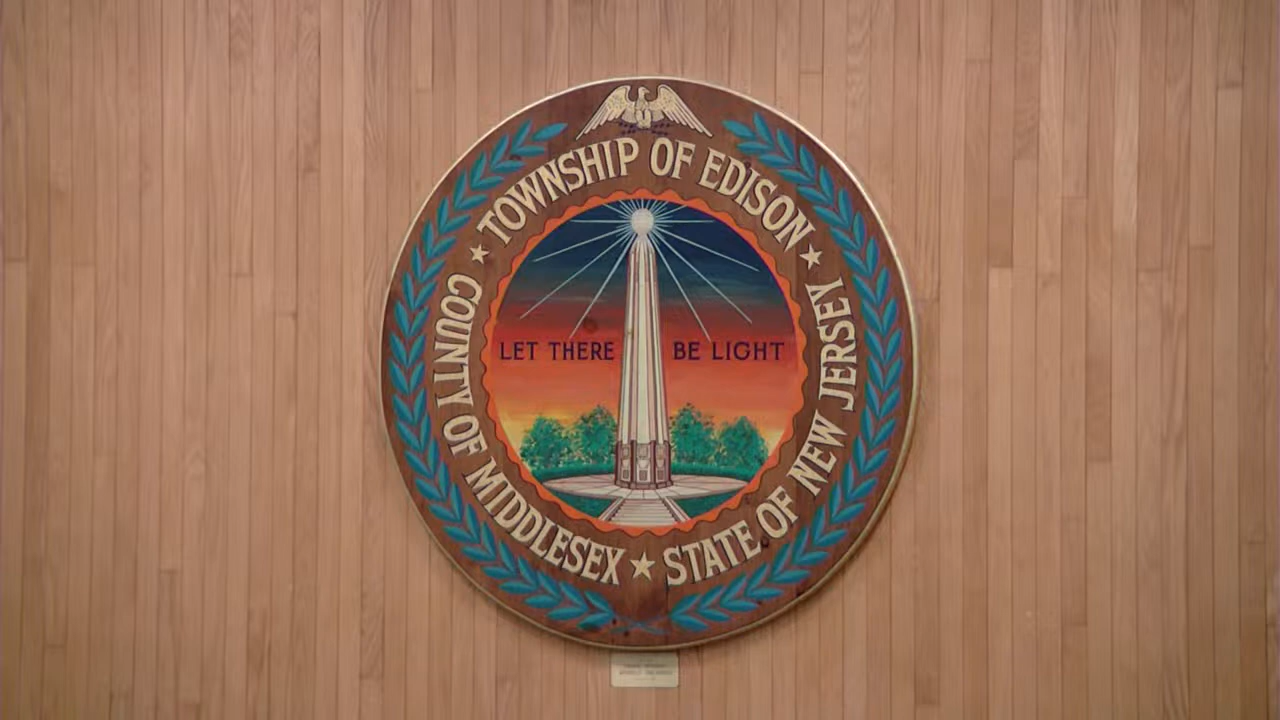 TOWNSHIP OF EDISON
COUNTY OF MIDDLESEX
STATE OF NEW JERSEY
LET THERE BE LIGHT